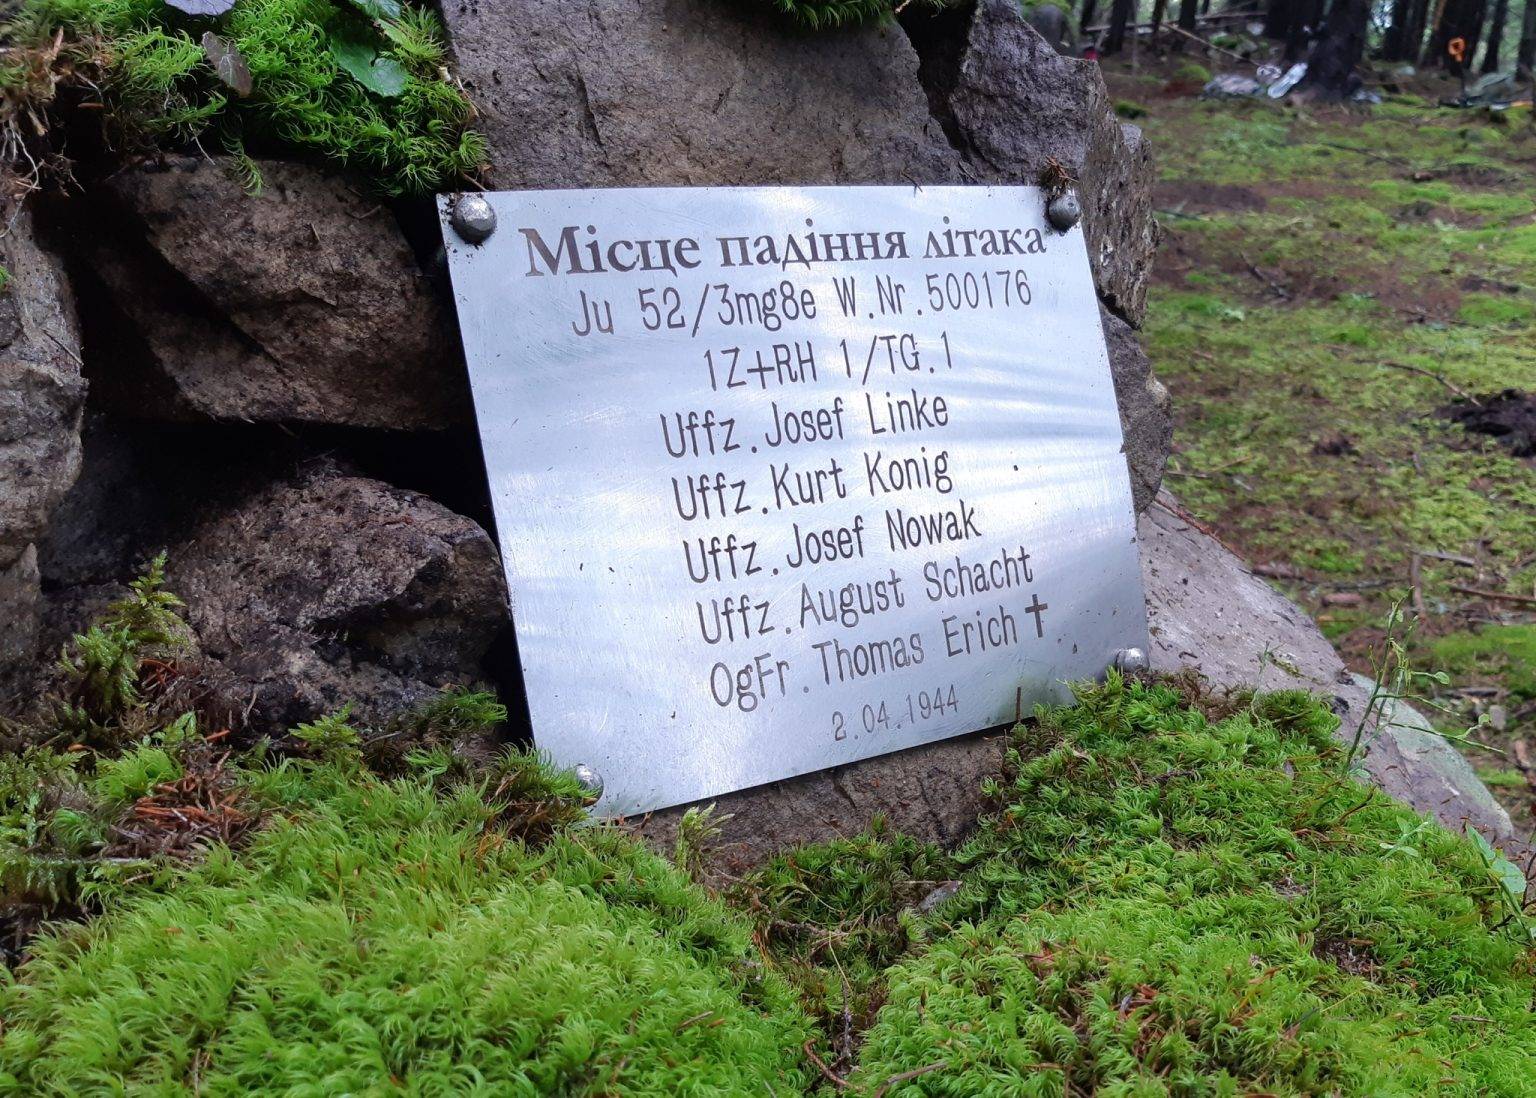 Місце падіння літака
Ju 52/3mg8e W.Nr.500176
1Z+RH 1/TG.1
Uffz.Josef Linke
Uffz.Kurt Konig
Uffz.Josef Nowak
Uffz.August Schacht
OgFr.Thomas Erich ✝
2.04.1944